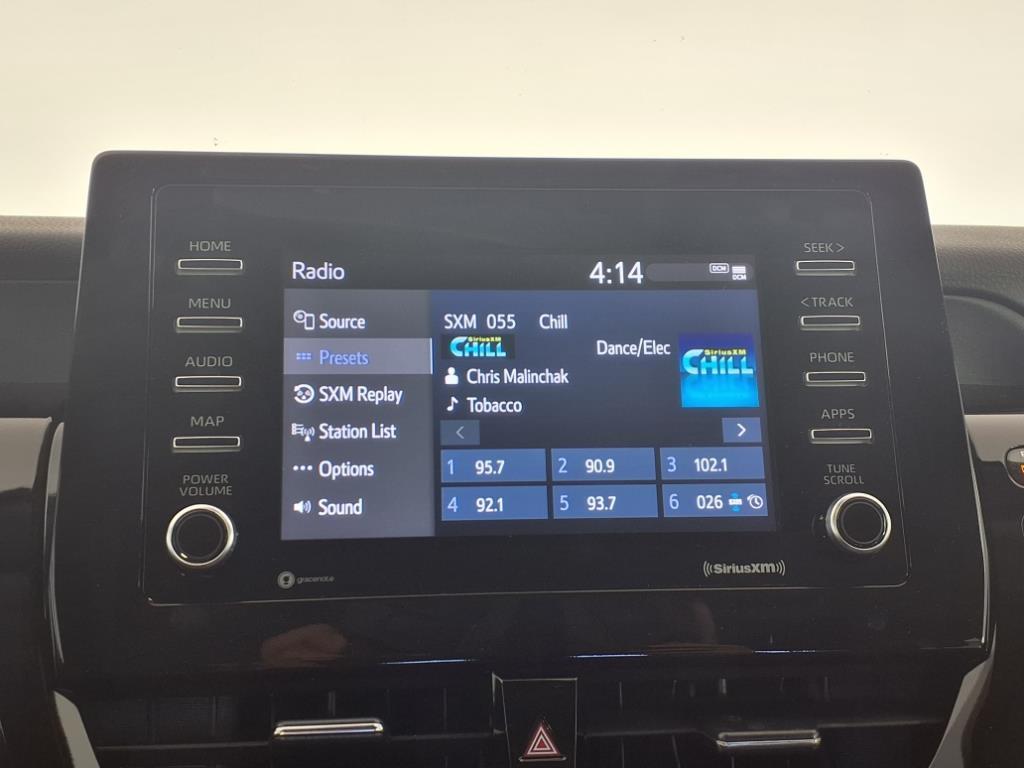 HOME
MENU
AUDIO
MAP
POWER
VOLUME
Radio
4:14
DCM
DCM
Source
Presets
SXM Replay
Station List
Options
Sound
SXM 055 Chill
SiriusXM
CHILL
Dance/Elec
Chris Malinchak
Tobacco
SiriusXM
CHILL
1 95.7
2 90.9
3 102.1
4 92.1
5 93.7
6 026
SEEK >
< TRACK
PHONE
APPS
TUNE
SCROLL
gracenote
((SiriusXM))